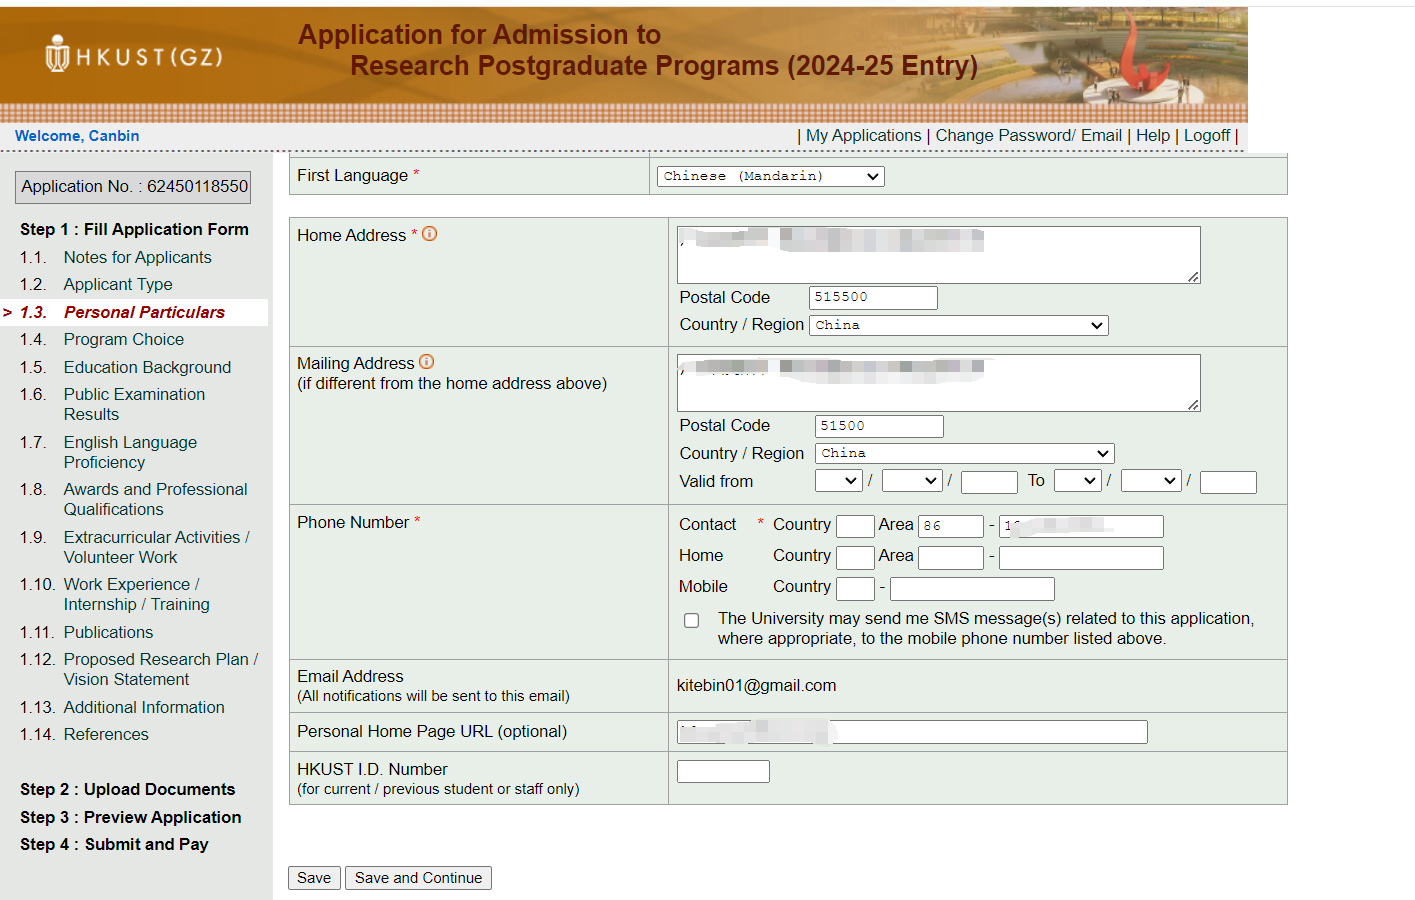 HKUST(GZ)
Application for Admission to
Research Postgraduate Programs (2024-25 Entry)
Welcome, Canbin
| My Applications | Change Password/ Email | Help | Logoff |
Application No. : 62450118550
Step 1 : Fill Application Form
1.1. Notes for Applicants
1.2. Applicant Type
> 1.3. Personal Particulars
1.4. Program Choice
1.5. Education Background
1.6. Public Examination
Results
1.7. English Language
Proficiency
1.8. Awards and Professional
Qualifications
1.9. Extracurricular Activities /
Volunteer Work
1.10. Work Experience /
Internship / Training
1.11. Publications
1.12. Proposed Research Plan /
Vision Statement
1.13. Additional Information
1.14. References
Step 2 : Upload Documents
Step 3 : Preview Application
Step 4 : Submit and Pay
First Language * Chinese (Mandarin)
Home Address *
Postal Code 515500
Country / Region China
Mailing Address
(if different from the home address above)
Postal Code 51500
Country / Region China
Valid from / / To / /
Phone Number *
Contact * Country Area 86 -
Home Country Area -
Mobile Country -
The University may send me SMS message(s) related to this application,
where appropriate, to the mobile phone number listed above.
Email Address
(All notifications will be sent to this email)
kitebin01@gmail.com
Personal Home Page URL (optional)
HKUST I.D. Number
(for current / previous student or staff only)
Save Save and Continue